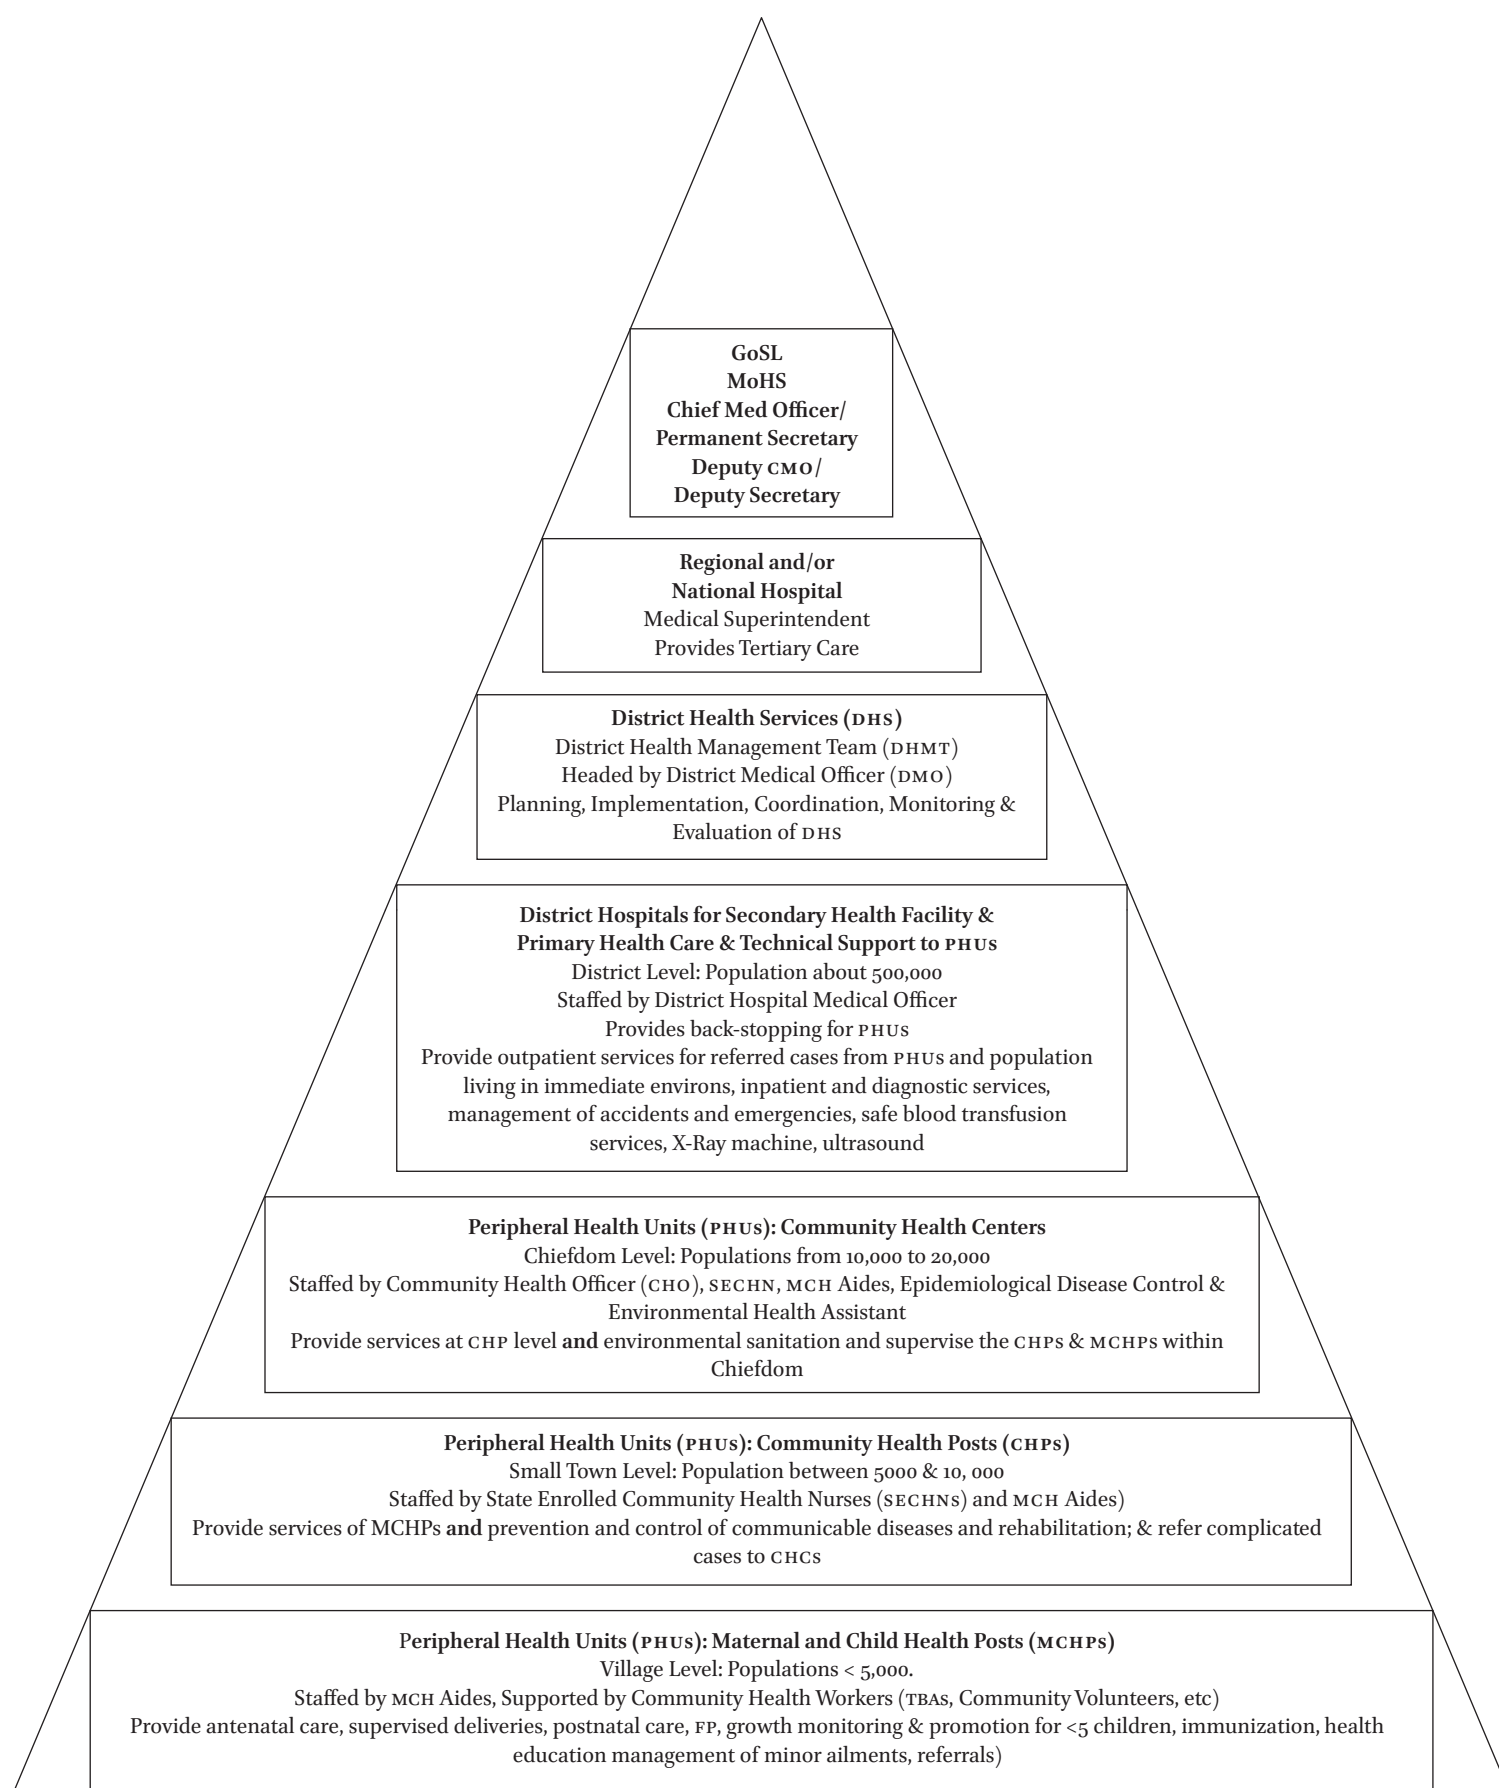 GoSL
MoHS
Chief Med Officer/
Permanent Secretary
Deputy CMO/
Deputy Secretary
Regional and/or
National Hospital
Medical Superintendent
Provides Tertiary Care
District Health Services (DHS)
District Health Management Team (DHMT)
Headed by District Medical Officer (DMO)
Planning, Implementation, Coordination, Monitoring &
Evaluation of DHS
District Hospitals for Secondary Health Facility &
Primary Health Care & Technical Support to PHUs
District Level: Population about 500,000
Staffed by District Hospital Medical Officer
Provides back-stopping for PHUs
Provide outpatient services for referred cases from PHUs and population
living in immediate environs, inpatient and diagnostic services,
management of accidents and emergencies, safe blood transfusion
services, X-Ray machine, ultrasound
Peripheral Health Units (PHUs): Community Health Centers
Chiefdom Level: Populations from 10,000 to 20,000
Staffed by Community Health Officer (CHO), SECHN, MCH Aides, Epidemiological Disease Control &
Environmental Health Assistant
Provide services at CHP level and environmental sanitation and supervise the CHPs & MCHPs within
Chiefdom
Peripheral Health Units (PHUs): Community Health Posts (CHPs)
Small Town Level: Population between 5000 & 10, 000
Staffed by State Enrolled Community Health Nurses (SECHNs) and MCH Aides)
Provide services of MCHPs and prevention and control of communicable diseases and rehabilitation; & refer complicated
cases to CHCs
Peripheral Health Units (PHUs): Maternal and Child Health Posts (MCHPs)
Village Level: Populations < 5,000.
Staffed by MCH Aides, Supported by Community Health Workers (TBAs, Community Volunteers, etc)
Provide antenatal care, supervised deliveries, postnatal care, FP, growth monitoring & promotion for <5 children, immunization, health
education management of minor ailments, referrals)